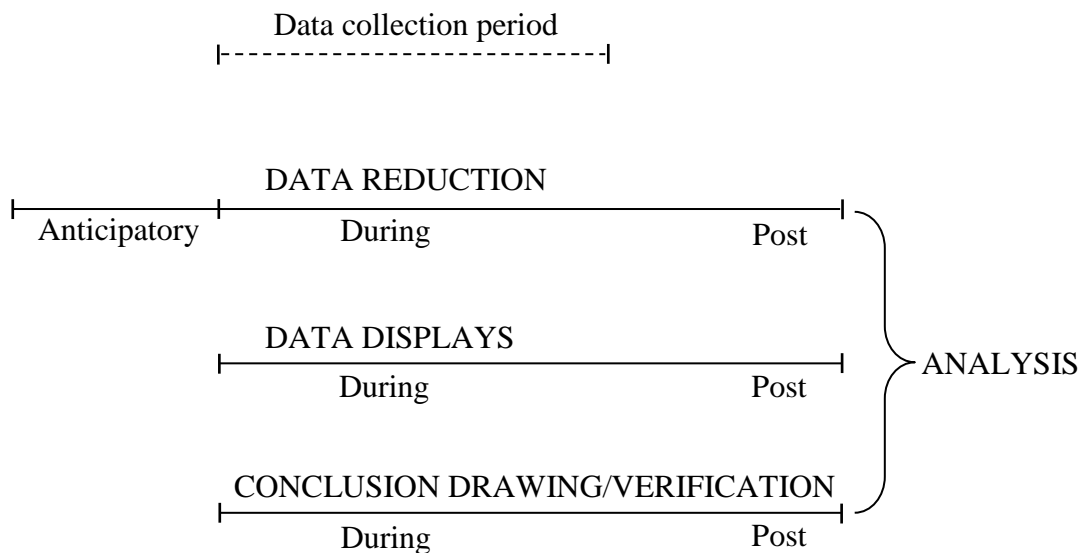 Data collection period
DATA REDUCTION
Anticipatory During Post
DATA DISPLAYS
During Post
ANALYSIS
CONCLUSION DRAWING/VERIFICATION
During Post